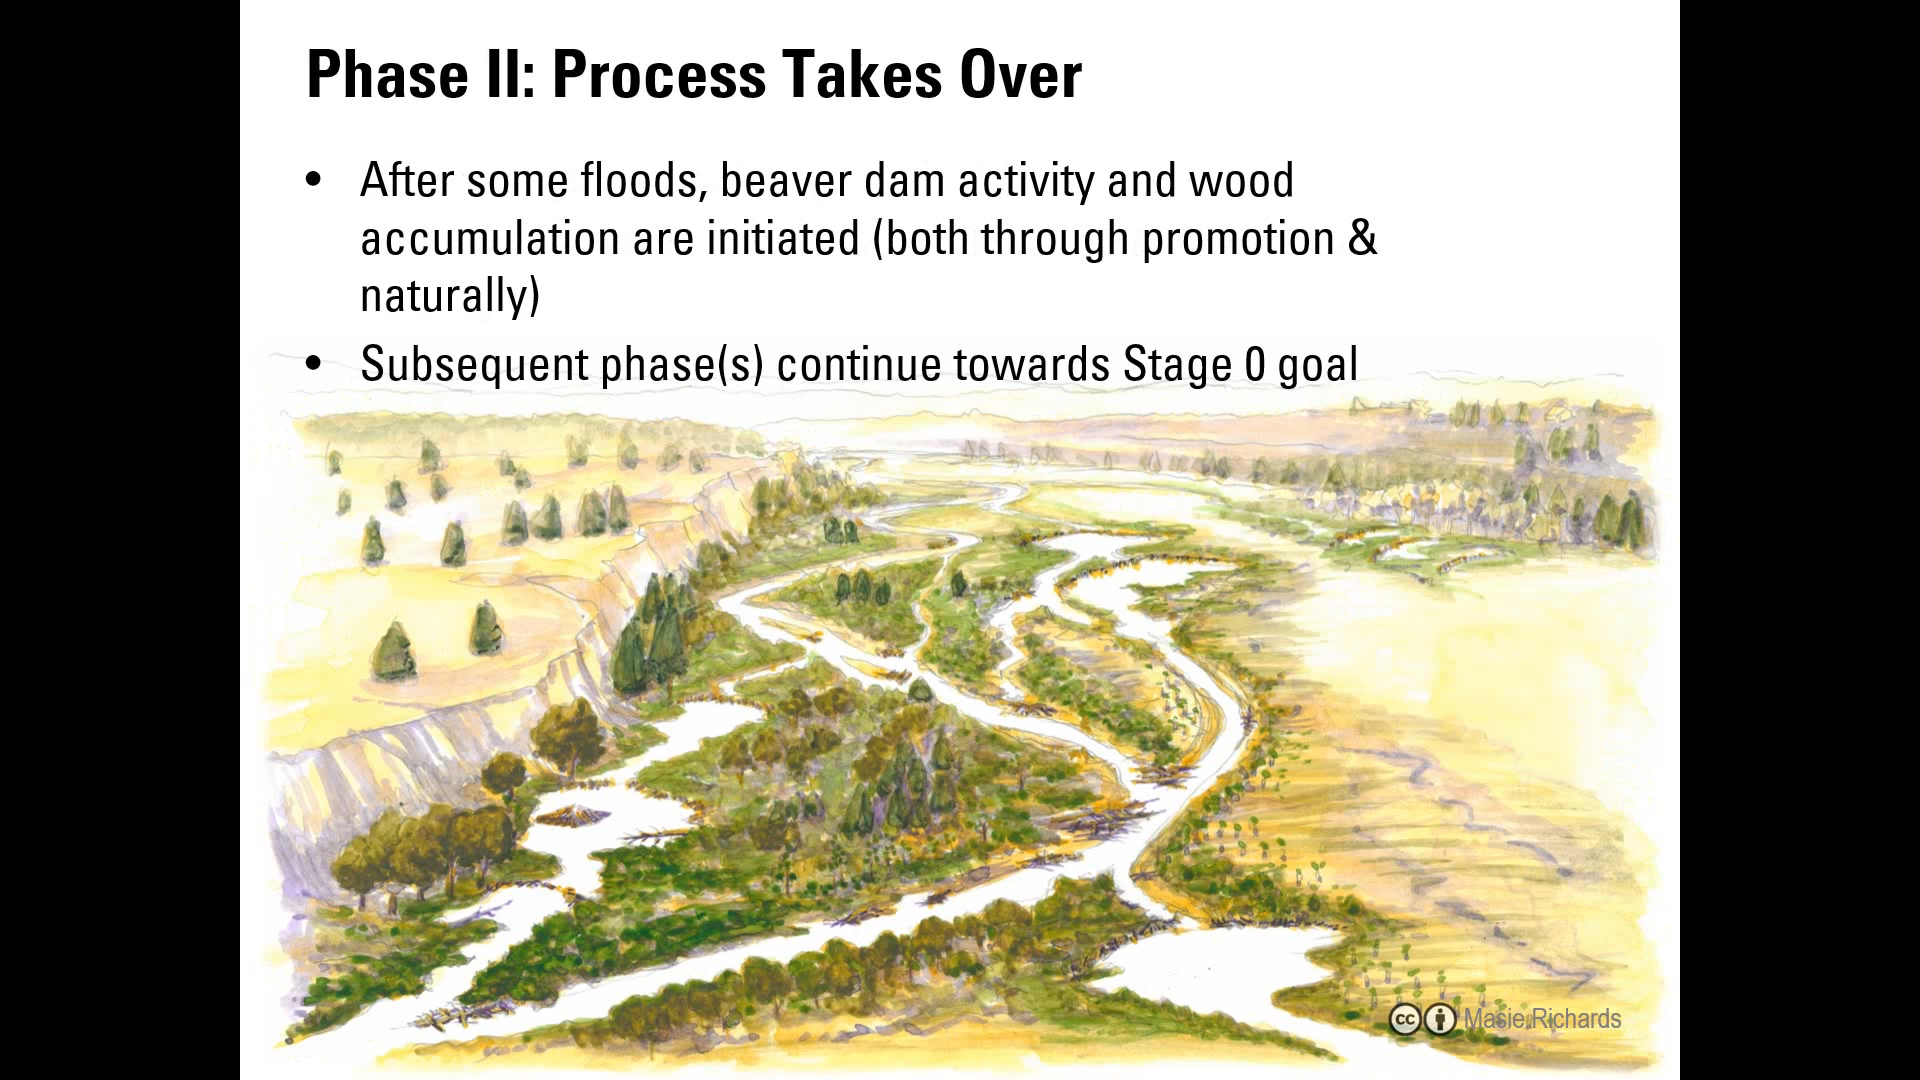 Phase II: Process Takes Over
• After some floods, beaver dam activity and wood
accumulation are initiated (both through promotion &
naturally)
• Subsequent phase(s) continue towards Stage 0 goal
cc Masie Richards